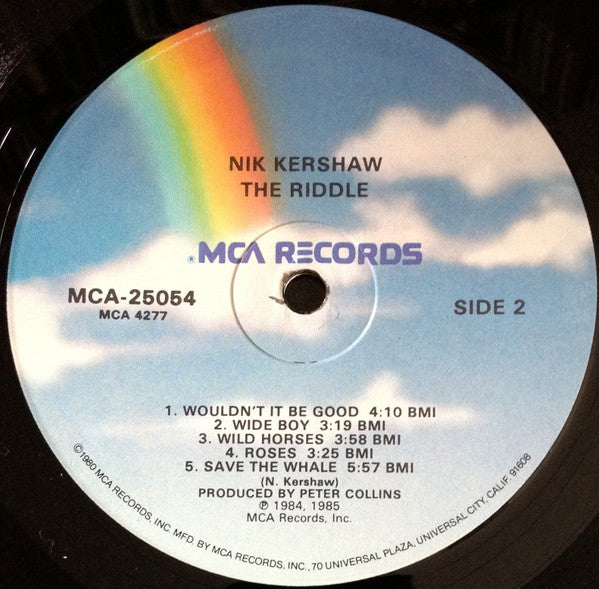 NIK KERSHAW
THE RIDDLE
MCA RECORDS
MCA-25054
MCA 4277
SIDE 2
1. WOULDN'T IT BE GOOD 4:10 BMI
2. WIDE BOY 3:19 BMI
3. WILD HORSES 3:58 BMI
4. ROSES 3:25 BMI
5. SAVE THE WHALE 5:57 BMI
(N. Kershaw)
PRODUCED BY PETER COLLINS
℗ 1984, 1985
MCA Records, Inc.
©1980 MCA RECORDS, INC. MFD. BY MCA RECORDS, INC., 70 UNIVERSAL PLAZA, UNIVERSAL CITY, CALIF. 91608